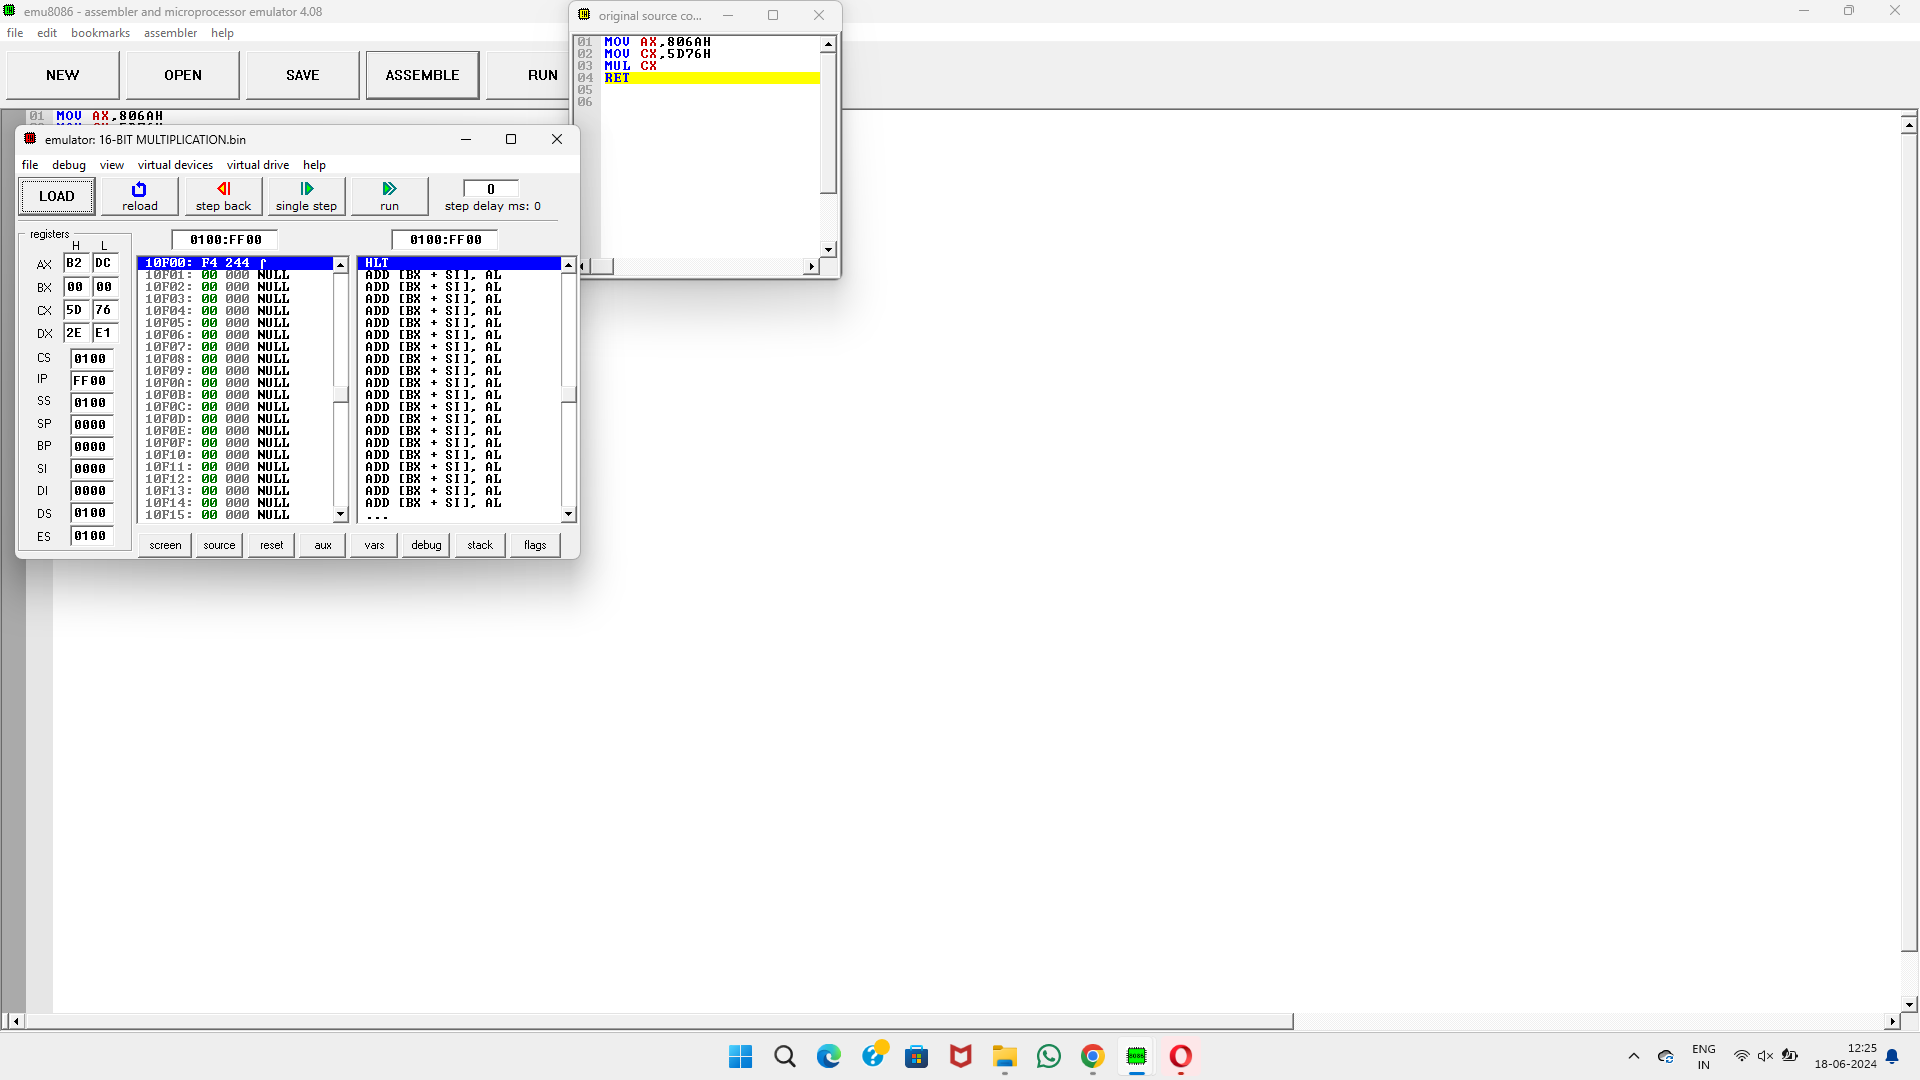 emu8086 - assembler and microprocessor emulator 4.08
file edit bookmarks assembler help
NEW OPEN SAVE ASSEMBLE RUN
01 MOV AX,806AH
original source co...
01 MOV AX,806AH
02 MOV CX,5D76H
03 MUL CX
04 RET
05
06
emulator: 16-BIT MULTIPLICATION.bin
file debug view virtual devices virtual drive help
LOAD reload step back single step run 0
step delay ms: 0
registers 0100:FF00 0100:FF00
H L
AX B2 DC
BX 00 00
CX 5D 76
DX 2E E1
CS 0100
IP FF00
SS 0100
SP 0000
BP 0000
SI 0000
DI 0000
DS 0100
ES 0100
10F00: F4 244 ⌠ HLT
10F01: 00 000 NULL ADD [BX + SI], AL
10F02: 00 000 NULL ADD [BX + SI], AL
10F03: 00 000 NULL ADD [BX + SI], AL
10F04: 00 000 NULL ADD [BX + SI], AL
10F05: 00 000 NULL ADD [BX + SI], AL
10F06: 00 000 NULL ADD [BX + SI], AL
10F07: 00 000 NULL ADD [BX + SI], AL
10F08: 00 000 NULL ADD [BX + SI], AL
10F09: 00 000 NULL ADD [BX + SI], AL
10F0A: 00 000 NULL ADD [BX + SI], AL
10F0B: 00 000 NULL ADD [BX + SI], AL
10F0C: 00 000 NULL ADD [BX + SI], AL
10F0D: 00 000 NULL ADD [BX + SI], AL
10F0E: 00 000 NULL ADD [BX + SI], AL
10F0F: 00 000 NULL ADD [BX + SI], AL
10F10: 00 000 NULL ADD [BX + SI], AL
10F11: 00 000 NULL ADD [BX + SI], AL
10F12: 00 000 NULL ADD [BX + SI], AL
10F13: 00 000 NULL ADD [BX + SI], AL
10F14: 00 000 NULL ADD [BX + SI], AL
10F15: 00 000 NULL ...
screen source reset aux vars debug stack flags
ENG
IN
12:25
18-06-2024